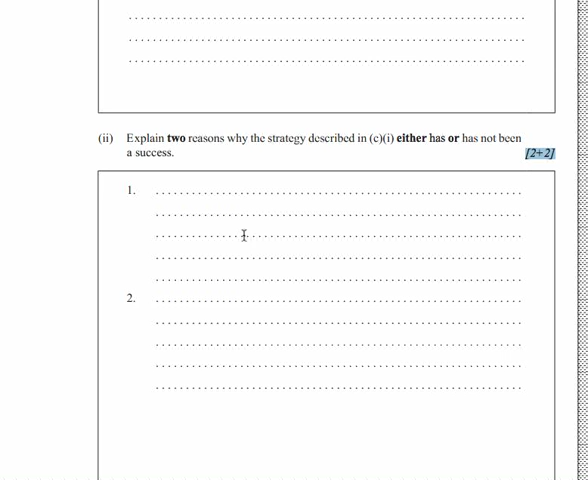 (ii) Explain two reasons why the strategy described in (c)(i) either has or has not been
a success. [2+2]
1.
2.